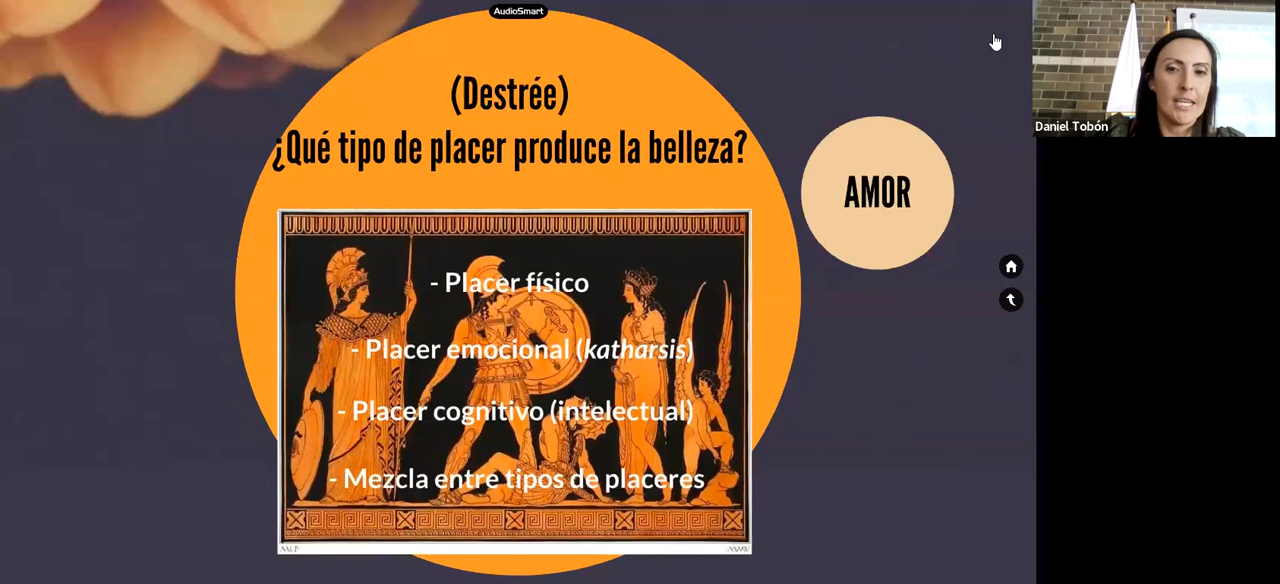 AudioSmart
(Destrée)
¿Qué tipo de placer produce la belleza?
AMOR
- Placer físico
- Placer emocional (katharsis)
- Placer cognitivo (intelectual)
- Mezcla entre tipos de placeres
Daniel Tobón